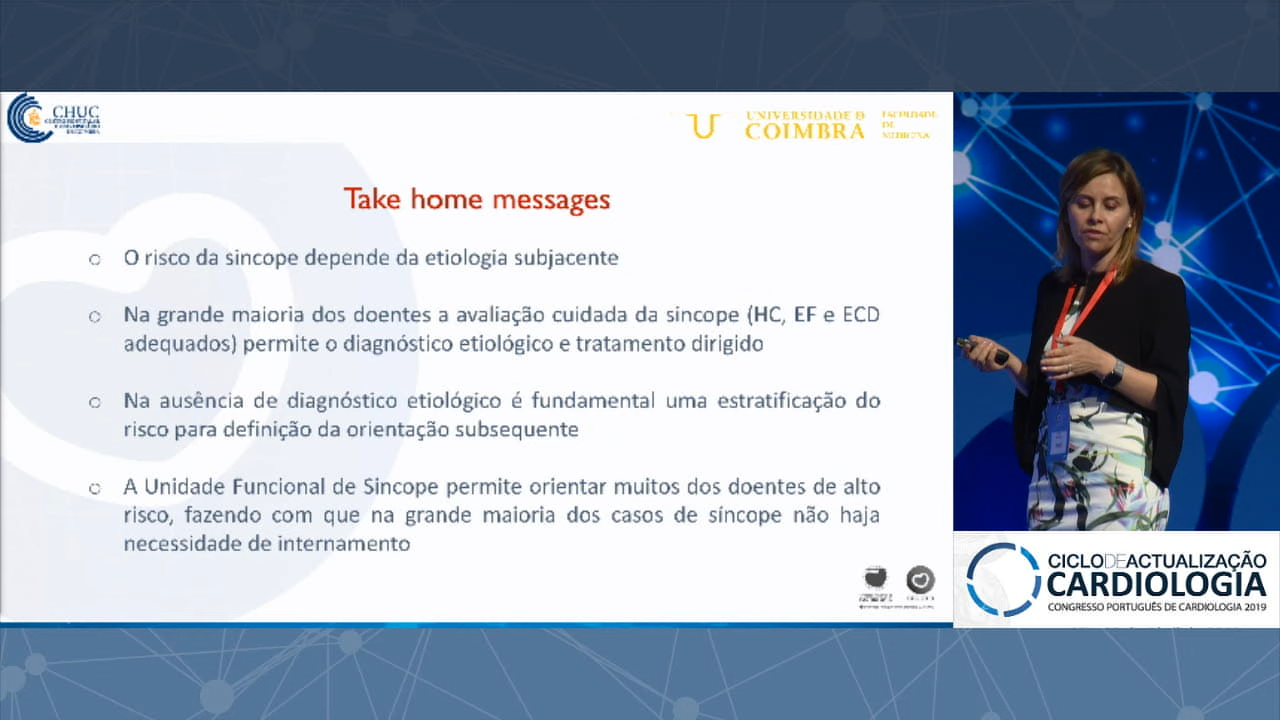 CHUC
UNIVERSIDADE D
COIMBRA
FACULDADE
DE
MEDICINA
Take home messages
O risco da sincope depende da etiologia subjacente
Na grande maioria dos doentes a avaliação cuidada da sincope (HC, EF e ECD
adequados) permite o diagnóstico etiológico e tratamento dirigido
Na ausência de diagnóstico etiológico é fundamental uma estratificação do
risco para definição da orientação subsequente
A Unidade Funcional de Sincope permite orientar muitos dos doentes de alto
risco, fazendo com que na grande maioria dos casos de síncope não haja
necessidade de internamento
CICLO DE ACTUALIZAÇÃO
CARDIOLOGIA
CONGRESSO PORTUGUÊS DE CARDIOLOGIA 2019